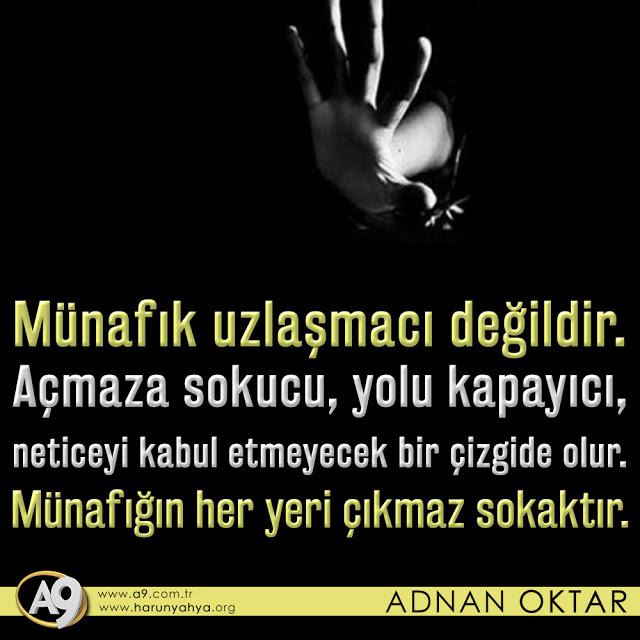 Münafık uzlaşmacı değildir.
Açmaza sokucu, yolu kapayıcı,
neticeyi kabul etmeyecek bir çizgide olur.
Münafığın her yeri çıkmaz sokaktır.
A9
www.a9.com.tr
www.harunyahya.org
ADNAN OKTAR